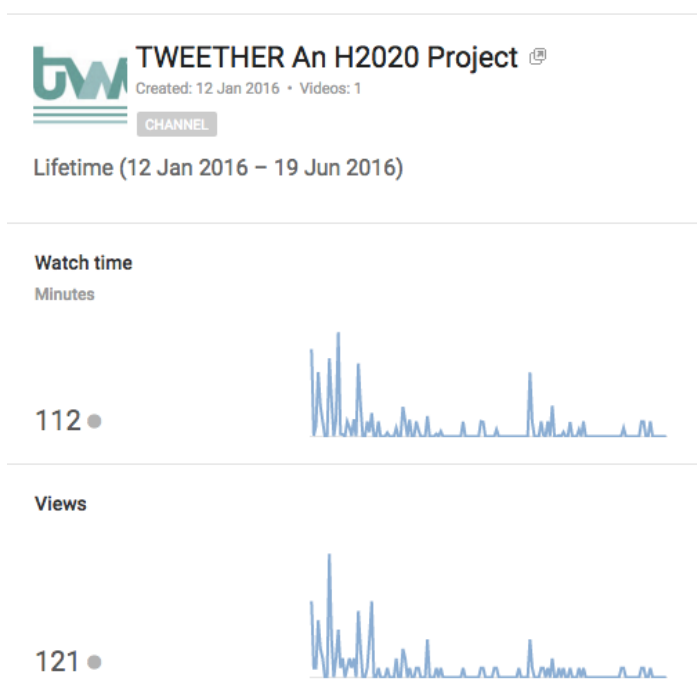 tw
TWEETHER An H2020 Project
Created: 12 Jan 2016 • Videos: 1
CHANNEL
Lifetime (12 Jan 2016 – 19 Jun 2016)
Watch time
Minutes
112
Views
121